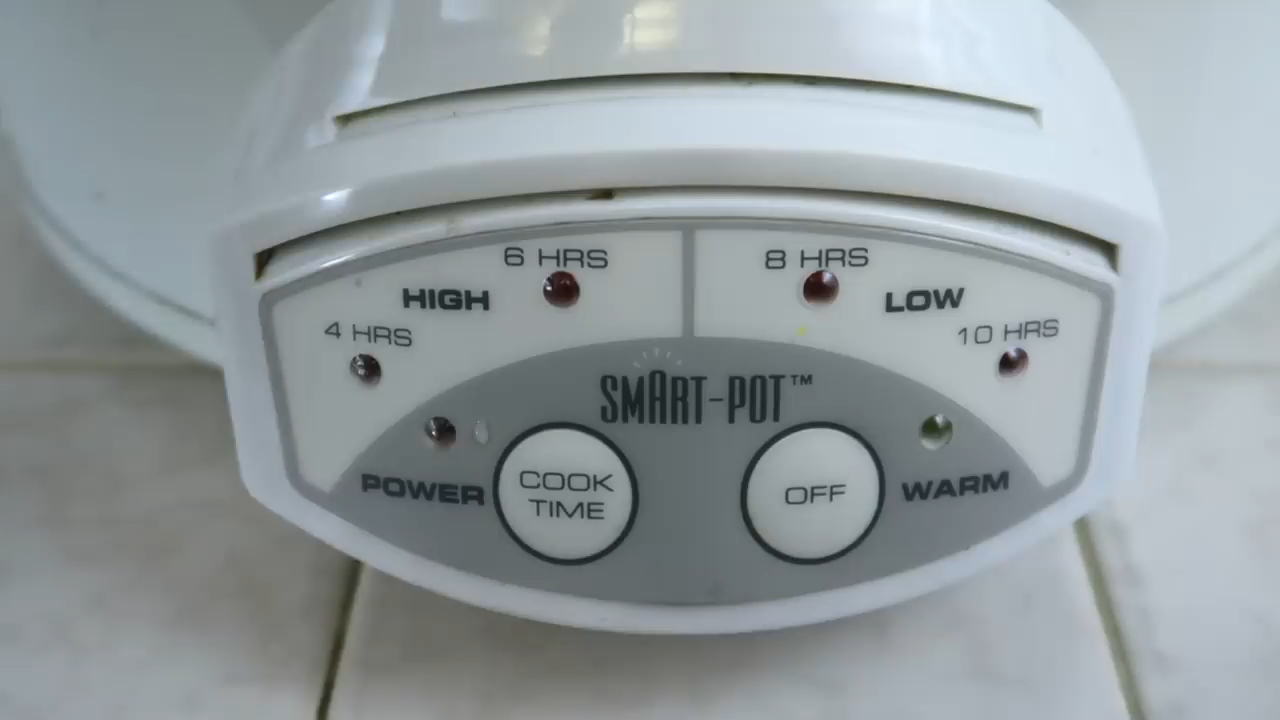 6 HRS
8 HRS
HIGH
LOW
4 HRS
10 HRS
SMART-POT™
POWER
COOK
TIME
OFF
WARM